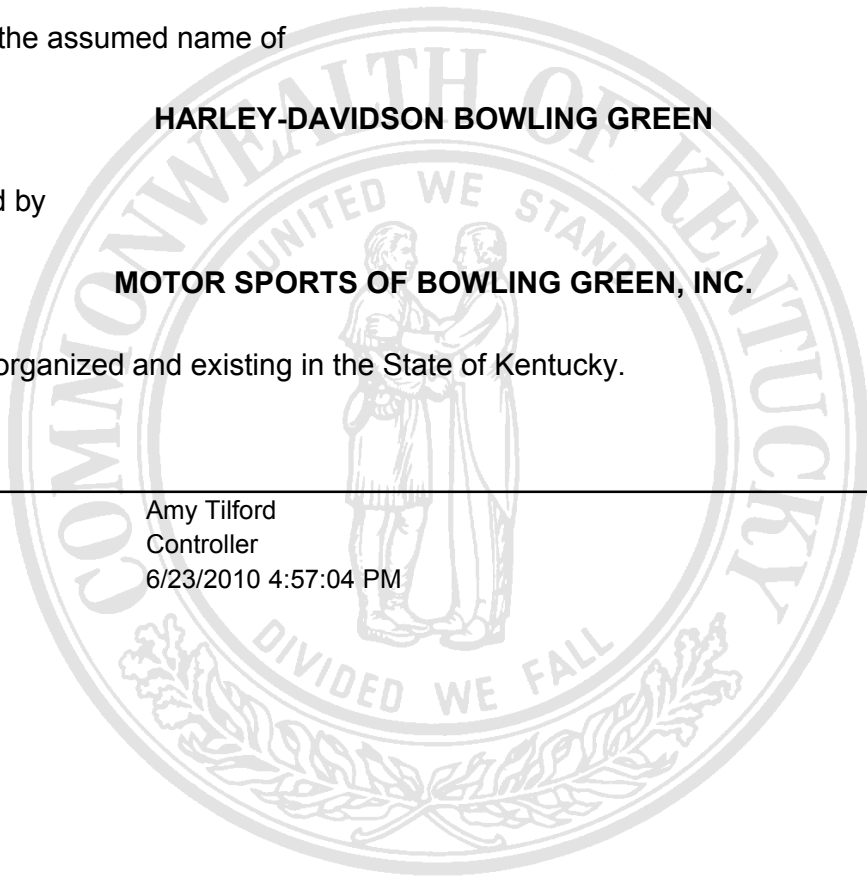 the assumed name of
HARLEY-DAVIDSON BOWLING GREEN
d by
MOTOR SPORTS OF BOWLING GREEN, INC.
organized and existing in the State of Kentucky.
Amy Tilford
Controller
6/23/2010 4:57:04 PM
COMMONWEALTH OF KENTUCKY
UNITED WE STAND
DIVIDED WE FALL